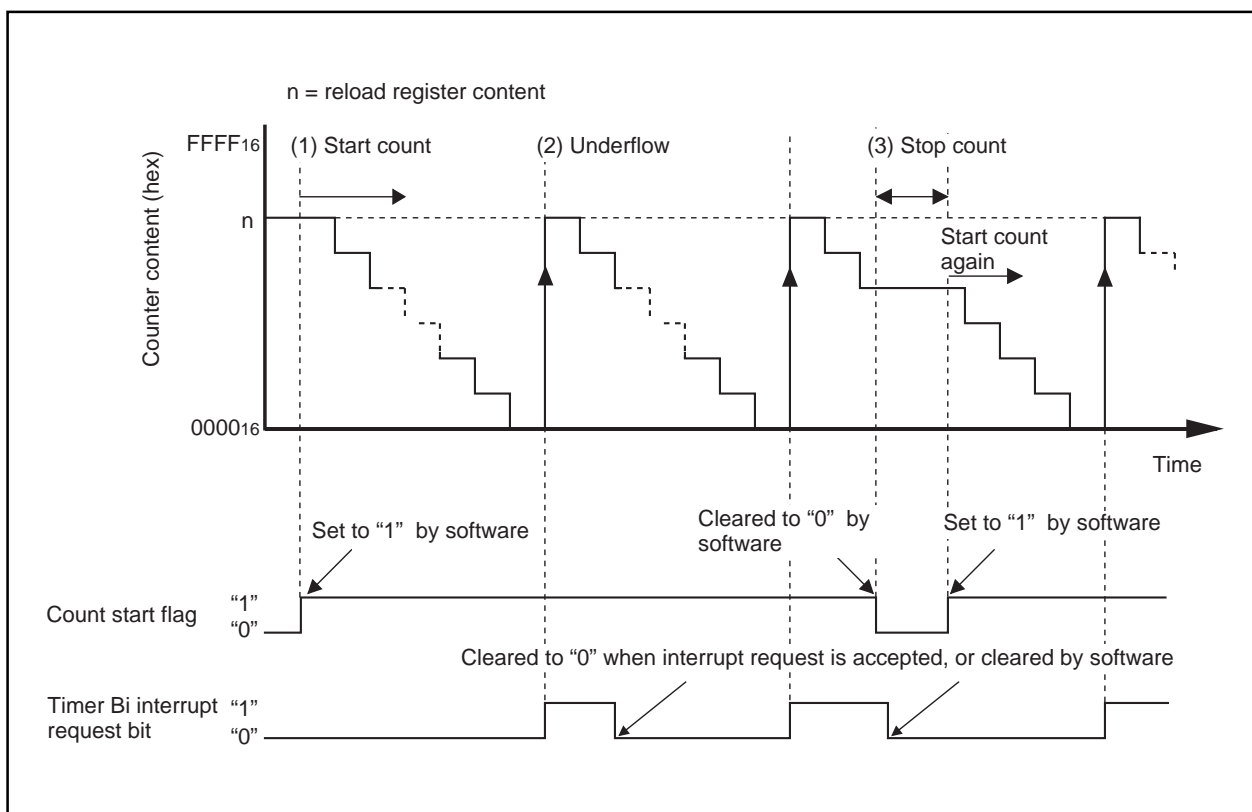 n = reload register content
FFFF16
(1) Start count
(2) Underflow
(3) Stop count
Counter content (hex)
n
Start count
again
000016
Time
Set to “1” by software
Cleared to “0” by
software
Set to “1” by software
Count start flag
“1”
“0”
Cleared to “0” when interrupt request is accepted, or cleared by software
Timer Bi interrupt
request bit
“1”
“0”